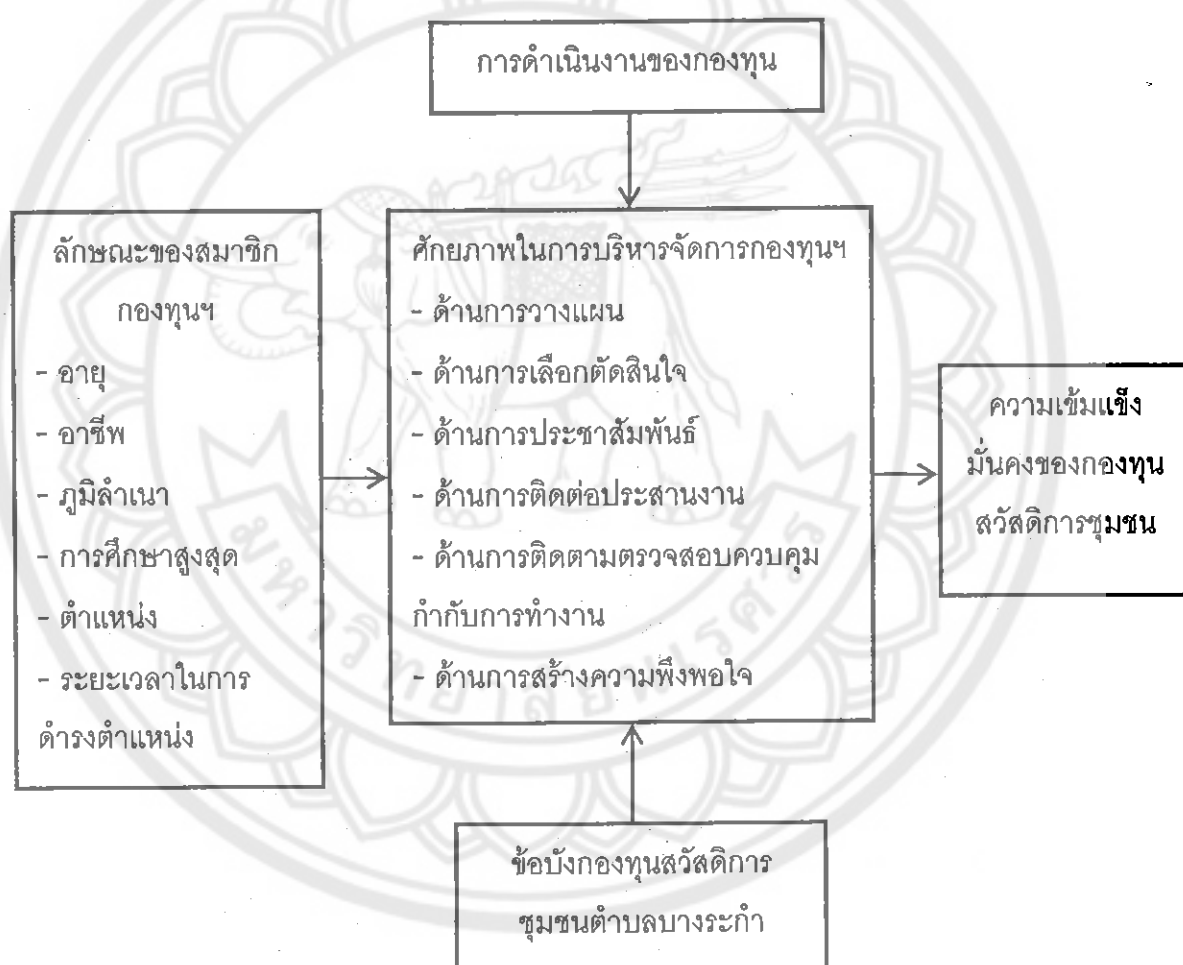 การดำเนินงานของกองทุน
ลักษณะของสมาชิก
กองทุนฯ
- อายุ
- อาชีพ
- ภูมิลำเนา
- การศึกษาสูงสุด
- ตำแหน่ง
- ระยะเวลาในการ
ดำรงตำแหน่ง
ศักยภาพในการบริหารจัดการกองทุนฯ
- ด้านการวางแผน
- ด้านการเลือกตัดสินใจ
- ด้านการประชาสัมพันธ์
- ด้านการติดต่อประสานงาน
- ด้านการติดตามตรวจสอบควบคุม
กำกับการทำงาน
- ด้านการสร้างความพึงพอใจ
ความเข้มแข็ง
มั่นคงของกองทุน
สวัสดิการชุมชน
ข้อบังกองทุนสวัสดิการ
ชุมชนตำบลบางระกำ
มหาวิทยาลัยนเรศวร